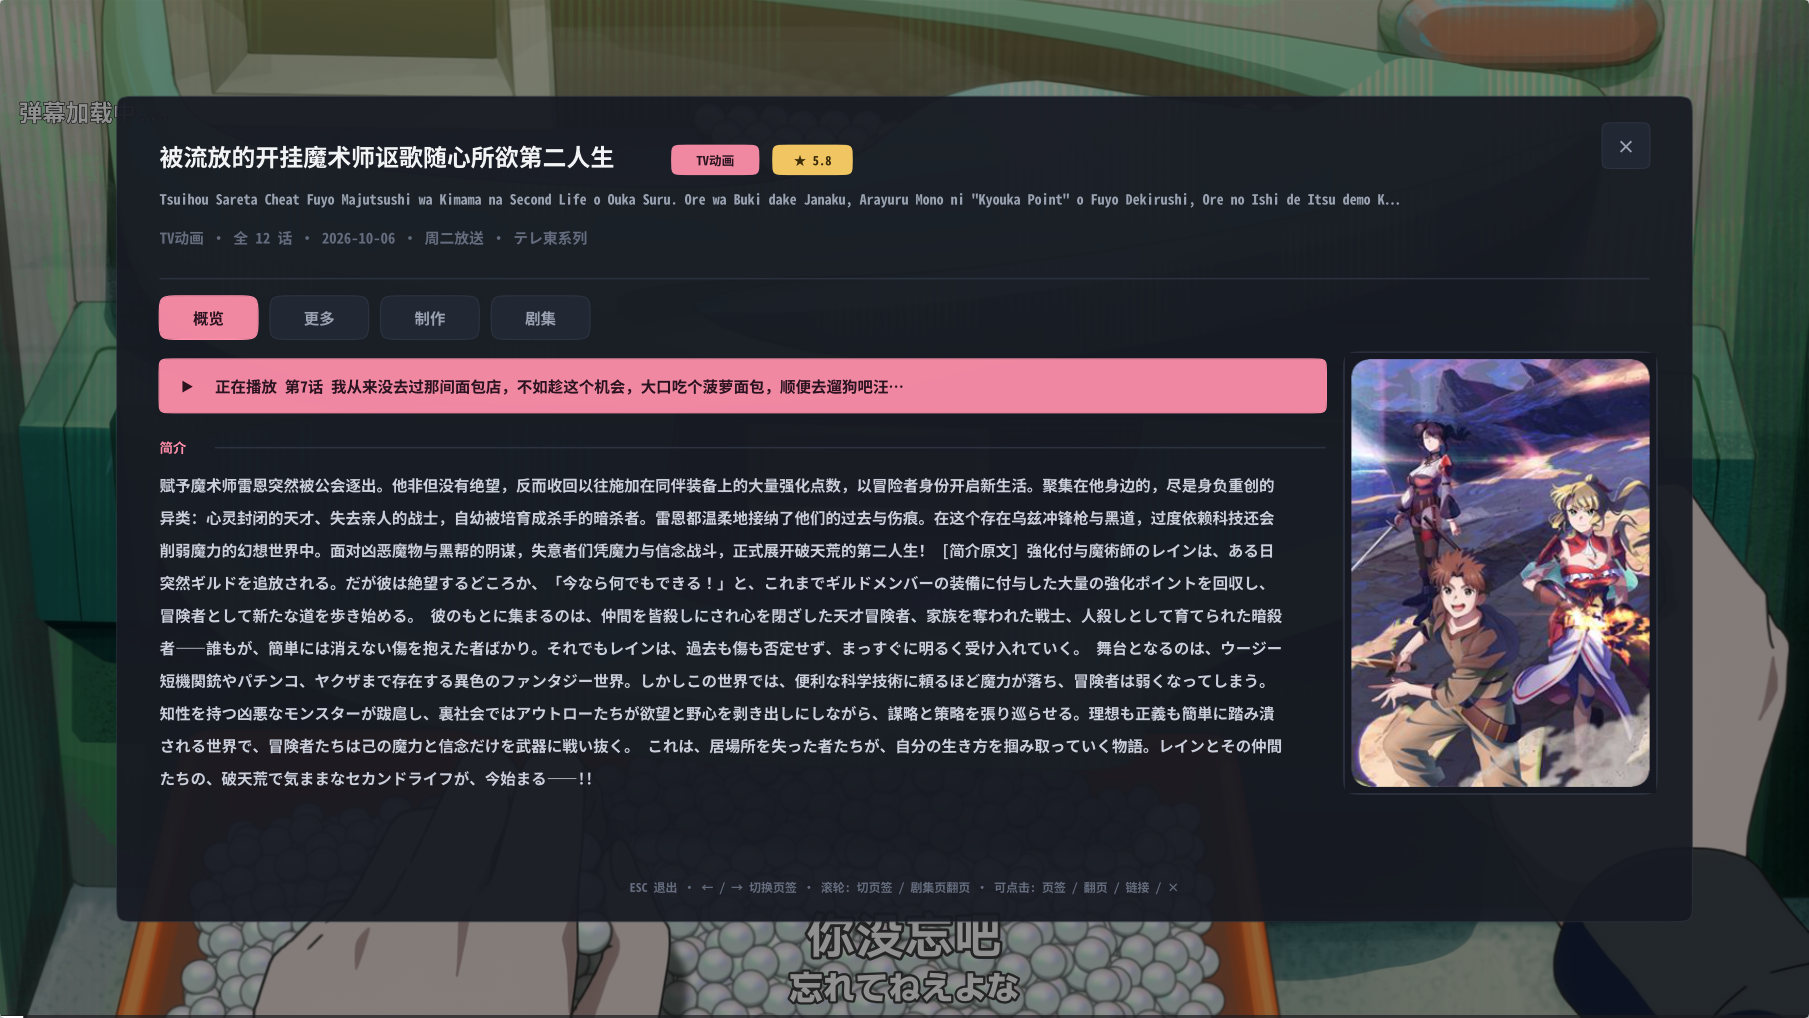 弹幕加载中
被流放的开挂魔术师讴歌随心所欲第二人生
TV动画
★ 5.8
×
Tsuihou Sareta Cheat Fuyo Majutsushi wa Kimama na Second Life o Ouka Suru. Ore wa Buki dake Janaku, Arayuru Mono ni "Kyouka Point" o Fuyo Dekirushi, Ore no Ishi de Itsu demo K...
TV动画 · 全 12 话 · 2026-10-06 · 周二放送 · テレ東系列
概览
更多
制作
剧集
▶ 正在播放 第7话 我从来没去过那间面包店，不如趁这个机会，大口吃个菠萝面包，顺便去遛狗吧汪…
简介
赋予魔术师雷恩突然被公会逐出。他非但没有绝望，反而收回以往施加在同伴装备上的大量强化点数，以冒险者身份开启新生活。聚集在他身边的，尽是身负重创的
异类：心灵封闭的天才、失去亲人的战士，自幼被培育成杀手的暗杀者。雷恩都温柔地接纳了他们的过去与伤痕。在这个存在乌兹冲锋枪与黑道，过度依赖科技还会
削弱魔力的幻想世界中。面对凶恶魔物与黑帮的阴谋，失意者们凭魔力与信念战斗，正式展开破天荒的第二人生！ [简介原文] 強化付与魔術師のレインは、ある日
突然ギルドを追放される。だが彼は絶望するどころか、「今なら何でもできる！」と、これまでギルドメンバーの装備に付与した大量の強化ポイントを回収し、
冒険者として新たな道を歩き始める。 彼のもとに集まるのは、仲間を皆殺しにされ心を閉ざした天才冒険者、家族を奪われた戦士、人殺しとして育てられた暗殺
者――誰もが、簡単には消えない傷を抱えた者ばかり。それでもレインは、過去も傷も否定せず、まっすぐに明るく受け入れていく。 舞台となるのは、ウージー
短機関銃やパチンコ、ヤクザまで存在する異色のファンタジー世界。しかしこの世界では、便利な科学技術に頼るほど魔力が落ち、冒険者は弱くなってしまう。
知性を持つ凶悪なモンスターが跋扈し、裏社会ではアウトローたちが欲望と野心を剥き出しにしながら、謀略と策略を張り巡らせる。理想も正義も簡単に踏み潰
される世界で、冒険者たちは己の魔力と信念だけを武器に戦い抜く。 これは、居場所を失った者たちが、自分の生き方を掴み取っていく物語。レインとその仲間
たちの、破天荒で気ままなセカンドライフが、今始まる――!!
ESC 退出 · ← / → 切换页签 · 滚轮: 切页签 / 剧集页翻页 · 可点击: 页签 / 翻页 / 链接 / ×
你没忘吧
忘れてねえよな